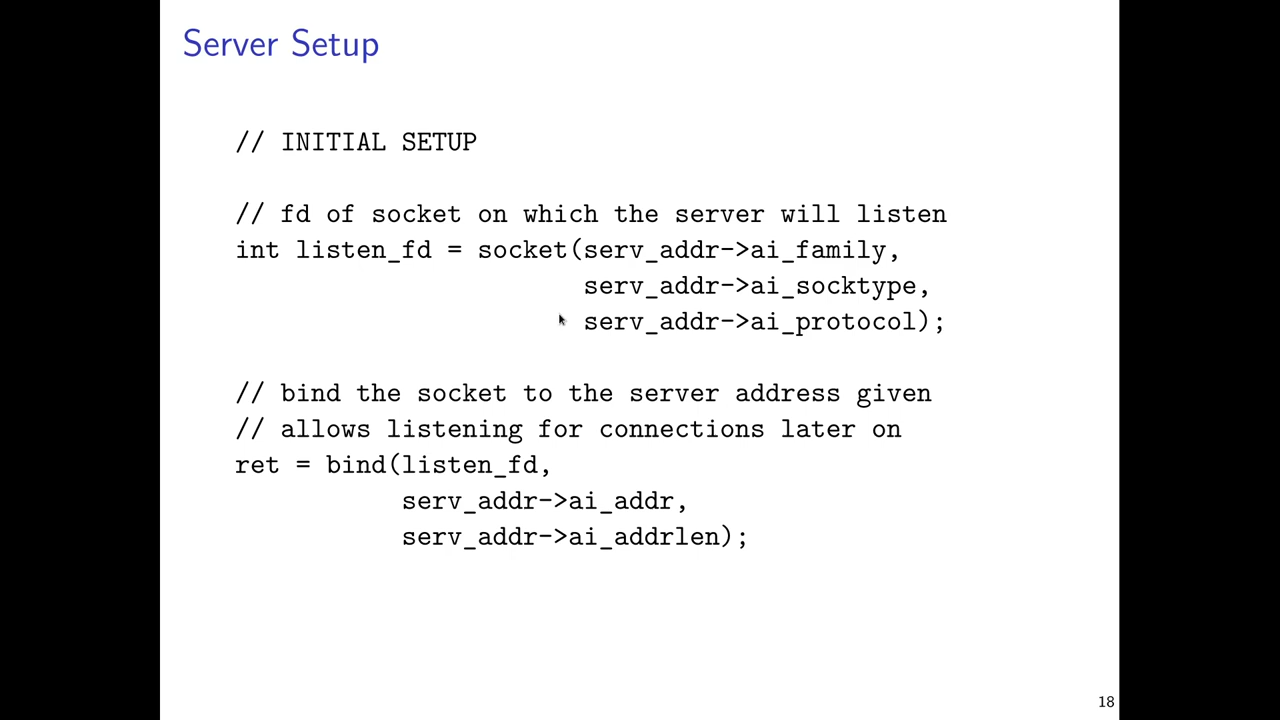 Server Setup
// INITIAL SETUP
// fd of socket on which the server will listen
int listen_fd = socket(serv_addr->ai_family,
serv_addr->ai_socktype,
serv_addr->ai_protocol);
// bind the socket to the server address given
// allows listening for connections later on
ret = bind(listen_fd,
serv_addr->ai_addr,
serv_addr->ai_addrlen);
18